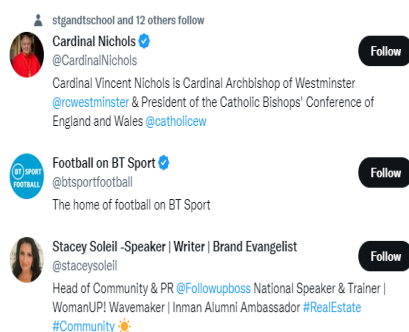 stgandtschool and 12 others follow
Cardinal Nichols
@CardinalNichols
Follow
Cardinal Vincent Nichols is Cardinal Archbishop of Westminster
@rcwestminster & President of the Catholic Bishops' Conference of
England and Wales @catholicew
BT SPORT
FOOTBALL
Football on BT Sport
@btsportfootball
Follow
The home of football on BT Sport
Stacey Soleil -Speaker | Writer | Brand Evangelist
@staceysoleil
Follow
Head of Community & PR @Followupboss National Speaker & Trainer |
WomanUP! Wavemaker | Inman Alumni Ambassador #RealEstate
#Community ☀️